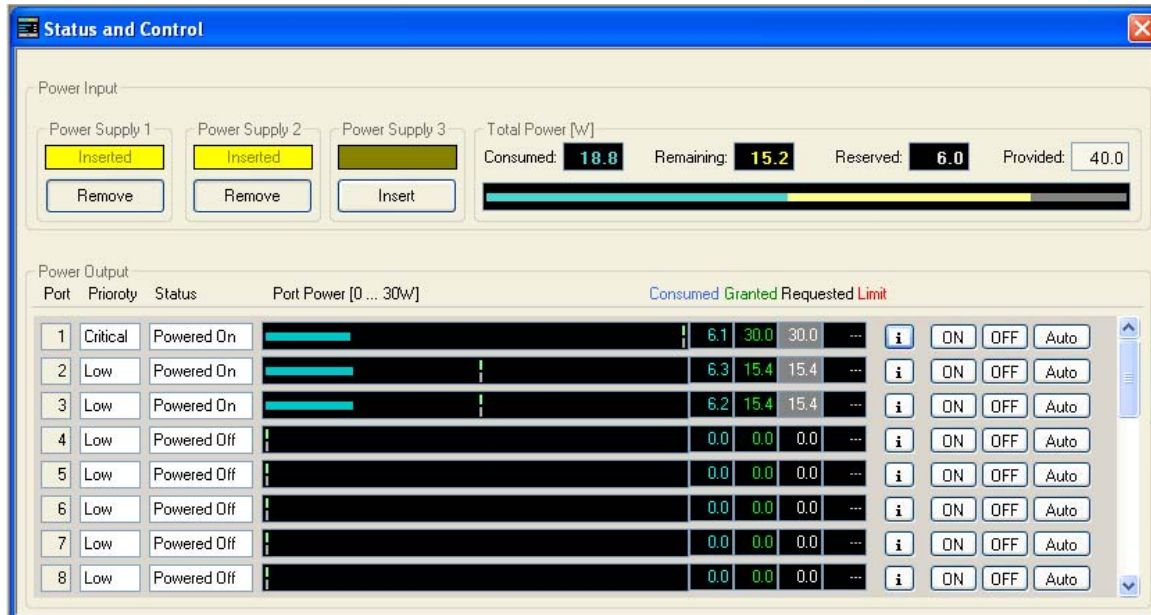 Status and Control
Power Input
Power Supply 1 Power Supply 2 Power Supply 3 Total Power [W]
Inserted Inserted Consumed: 18.8 Remaining: 15.2 Reserved: 6.0 Provided: 40.0
Remove Remove Insert
Power Output
Port Prioroty Status Port Power [0 ... 30W] Consumed Granted Requested Limit
1 Critical Powered On 6.1 30.0 30.0 --- i ON OFF Auto
2 Low Powered On 6.3 15.4 15.4 --- i ON OFF Auto
3 Low Powered On 6.2 15.4 15.4 --- i ON OFF Auto
4 Low Powered Off 0.0 0.0 0.0 --- i ON OFF Auto
5 Low Powered Off 0.0 0.0 0.0 --- i ON OFF Auto
6 Low Powered Off 0.0 0.0 0.0 --- i ON OFF Auto
7 Low Powered Off 0.0 0.0 0.0 --- i ON OFF Auto
8 Low Powered Off 0.0 0.0 0.0 --- i ON OFF Auto